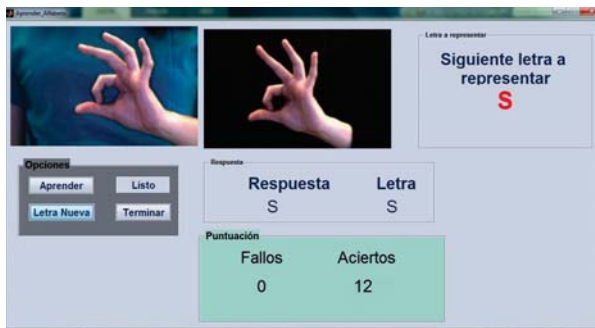 Aprender_Alfabeto
Letra a representar
Siguiente letra a
representar
S
Opciones
Aprender
Listo
Letra Nueva
Terminar
Respuesta
Respuesta
Letra
S
S
Puntuación
Fallos
Aciertos
0
12